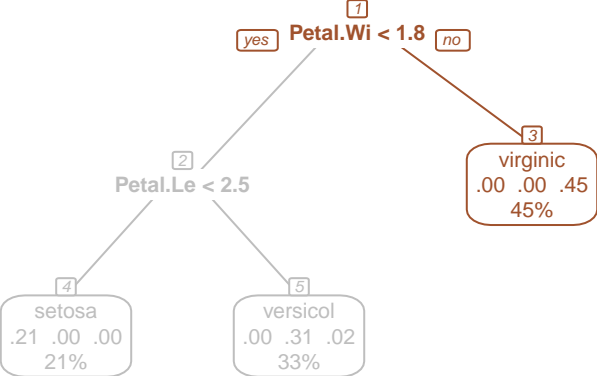 1
yes Petal.Wi < 1.8 no
2
Petal.Le < 2.5
3
virginic
.00 .00 .45
45%
4
setosa
.21 .00 .00
21%
5
versicol
.00 .31 .02
33%